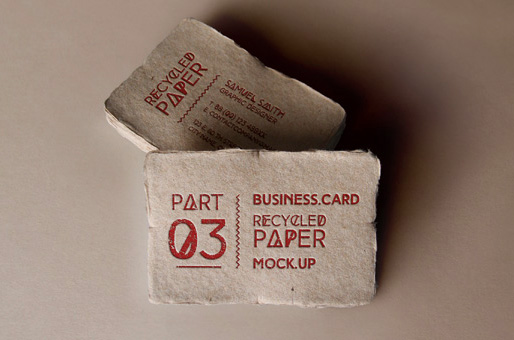 RECYCLED
PAPER
SAMUEL SMITH
GRAPHIC DESIGNER
PART
03
BUSINESS.CARD
RECYCLED
PAPER
MOCK.UP